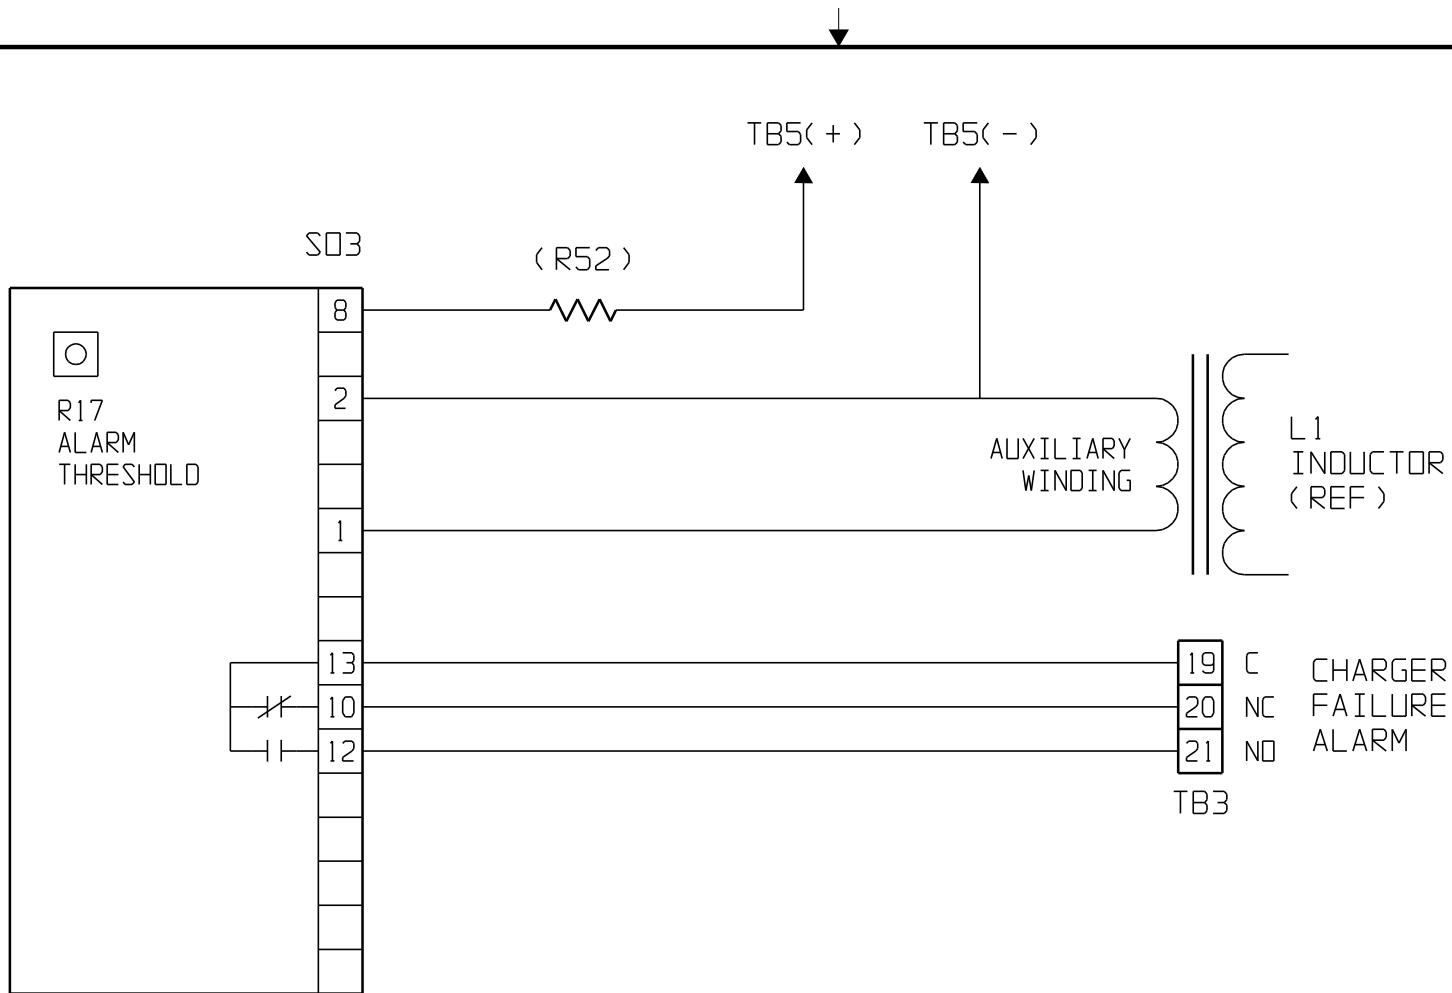 TB5(+) TB5(-)
SO3
(R52)
8
R17
ALARM
THRESHOLD
2
AUXILIARY
WINDING
L1
INDUCTOR
(REF)
1
13
19 C
10
20 NC
12
21 NO
CHARGER
FAILURE
ALARM
TB3